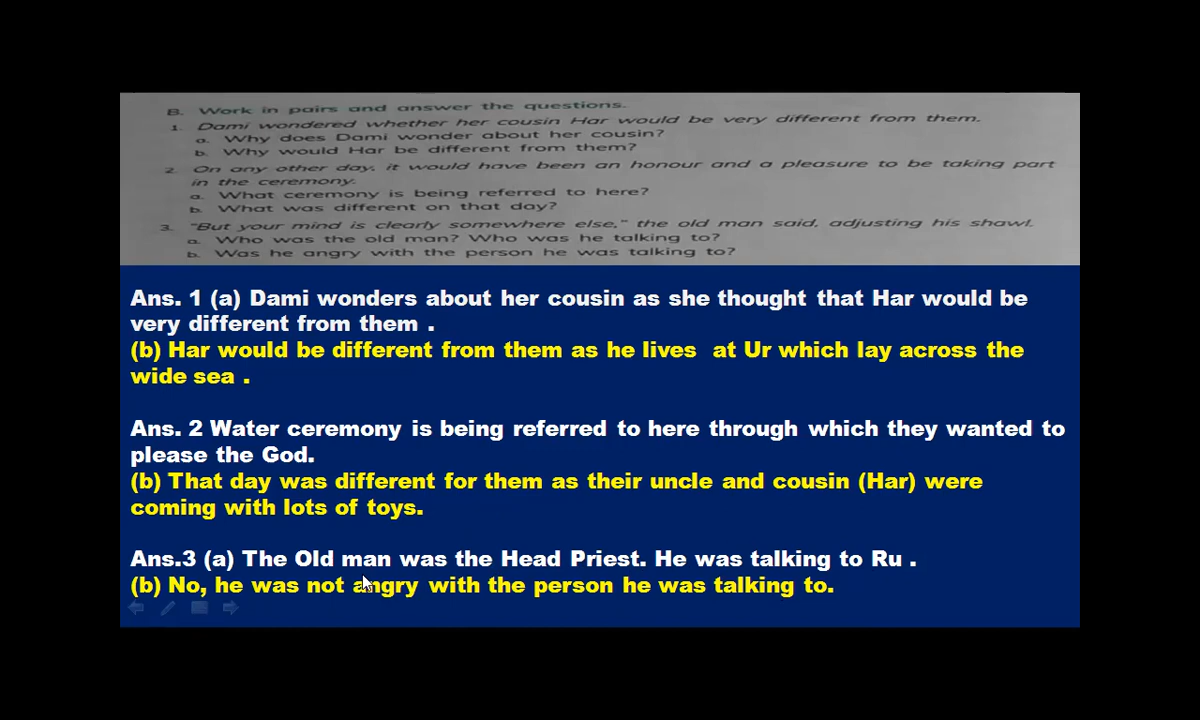 B. Work in pairs and answer the questions.
1. Dami wondered whether her cousin Har would be very different from them.
a. Why does Dami wonder about her cousin?
b. Why would Har be different from them?
2. On any other day, it would have been an honour and a pleasure to be taking part
in the ceremony.
a. What ceremony is being referred to here?
b. What was different on that day?
3. "But your mind is clearly somewhere else," the old man said, adjusting his shawl.
a. Who was the old man? Who was he talking to?
b. Was he angry with the person he was talking to?
Ans. 1 (a) Dami wonders about her cousin as she thought that Har would be
very different from them .
(b) Har would be different from them as he lives at Ur which lay across the
wide sea .
Ans. 2 Water ceremony is being referred to here through which they wanted to
please the God.
(b) That day was different for them as their uncle and cousin (Har) were
coming with lots of toys.
Ans.3 (a) The Old man was the Head Priest. He was talking to Ru .
(b) No, he was not angry with the person he was talking to.